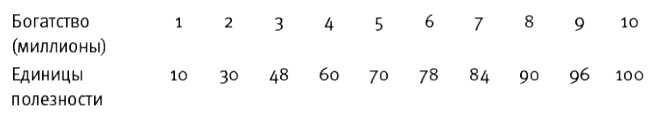 Богатство 1 2 3 4 5 6 7 8 9 10
(миллионы)
Единицы 10 30 48 60 70 78 84 90 96 100
полезности